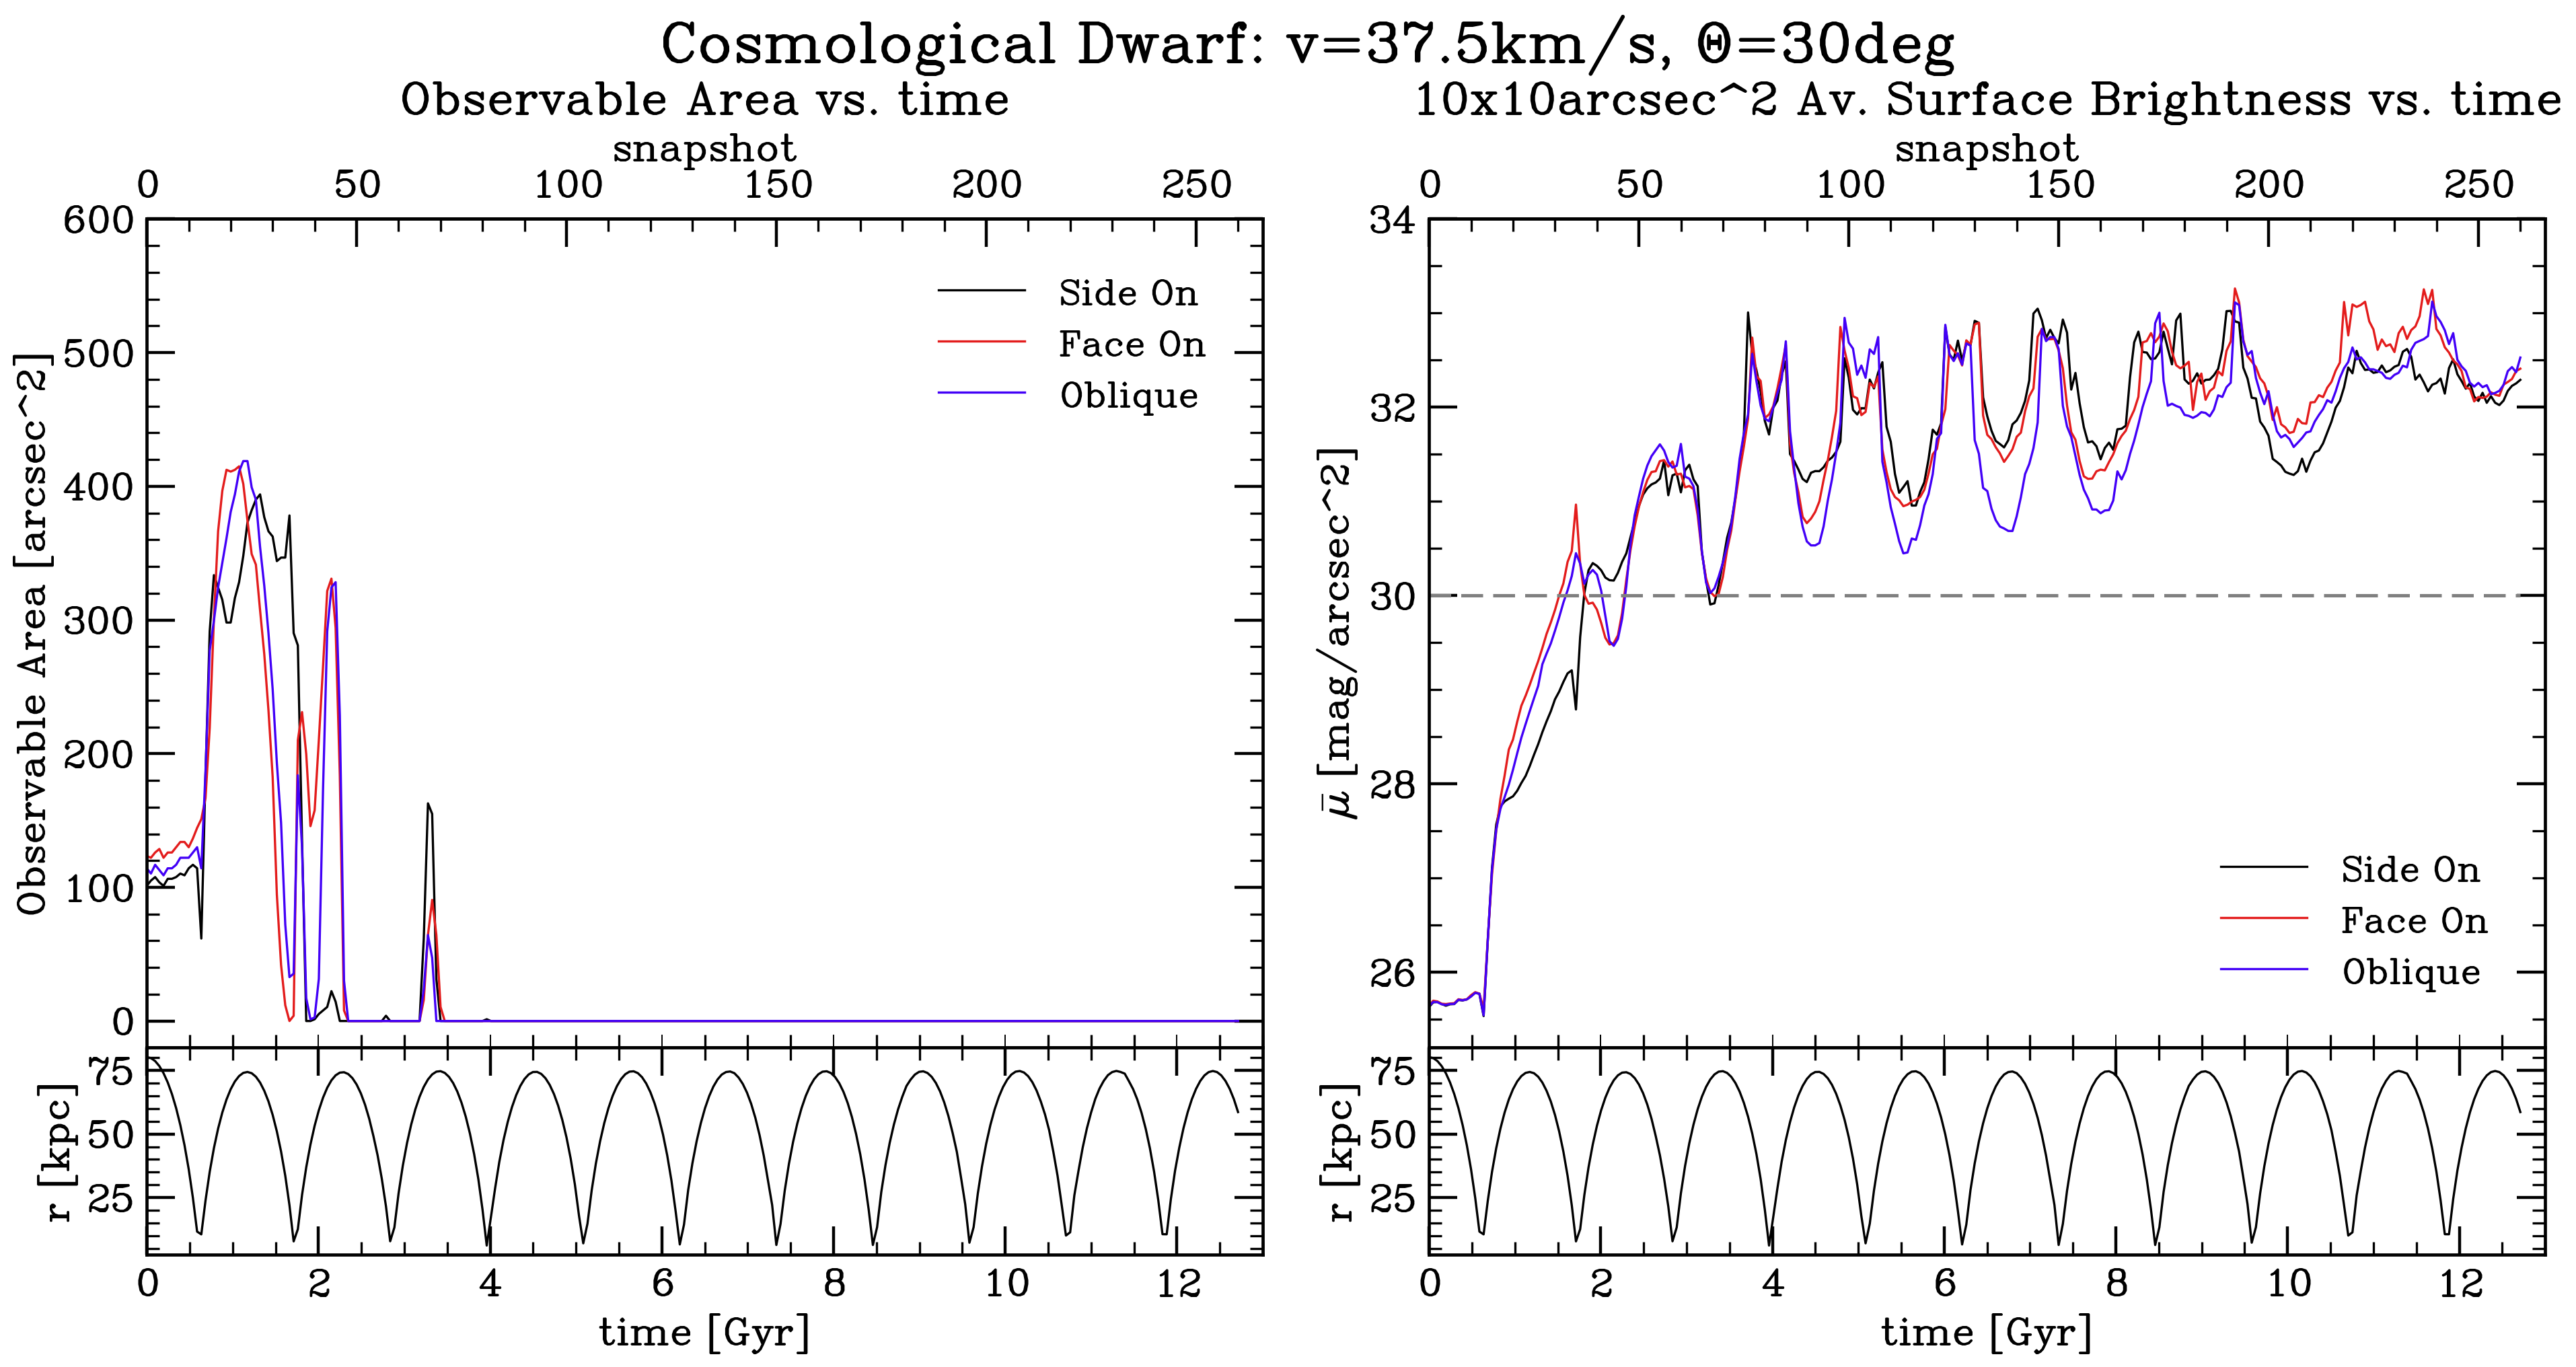 Cosmological Dwarf: v=37.5km/s, Θ=30deg
Observable Area vs. time
snapshot
0 50 100 150 200 250
600
500
400
300
200
100
0
Observable Area [arcsec^2]
Side On
Face On
Oblique
75
50
25
r [kpc]
0 2 4 6 8 10 12
time [Gyr]
10x10arcsec^2 Av. Surface Brightness vs. time
snapshot
0 50 100 150 200 250
34
32
30
28
26
μ̄ [mag/arcsec^2]
Side On
Face On
Oblique
75
50
25
r [kpc]
0 2 4 6 8 10 12
time [Gyr]